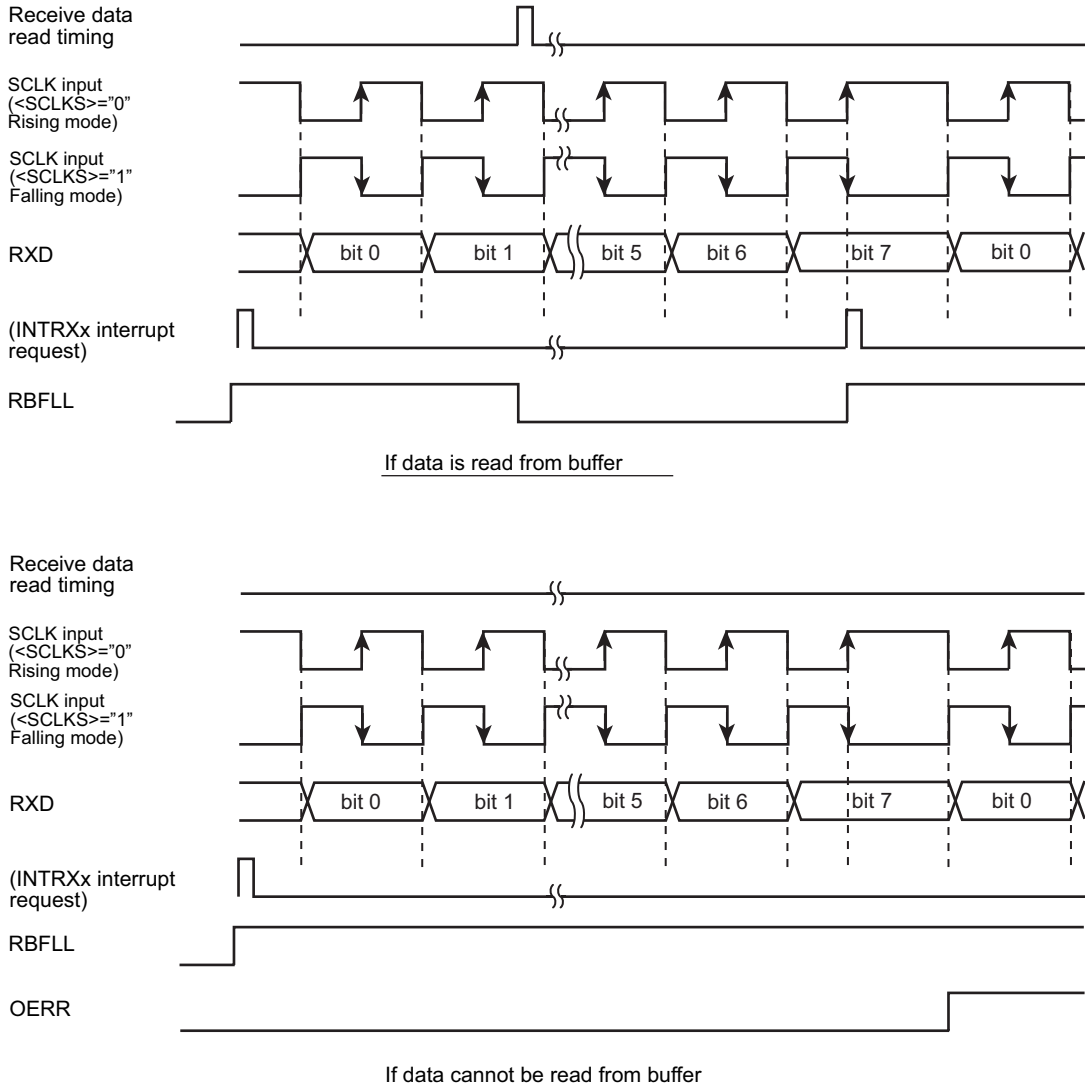 Receive data
read timing
SCLK input
(<SCLKS>="0"
Rising mode)
SCLK input
(<SCLKS>="1"
Falling mode)
RXD
bit 0
bit 1
bit 5
bit 6
bit 7
bit 0
(INTRXx interrupt
request)
RBFLL
If data is read from buffer
Receive data
read timing
SCLK input
(<SCLKS>="0"
Rising mode)
SCLK input
(<SCLKS>="1"
Falling mode)
RXD
bit 0
bit 1
bit 5
bit 6
bit 7
bit 0
(INTRXx interrupt
request)
RBFLL
OERR
If data cannot be read from buffer